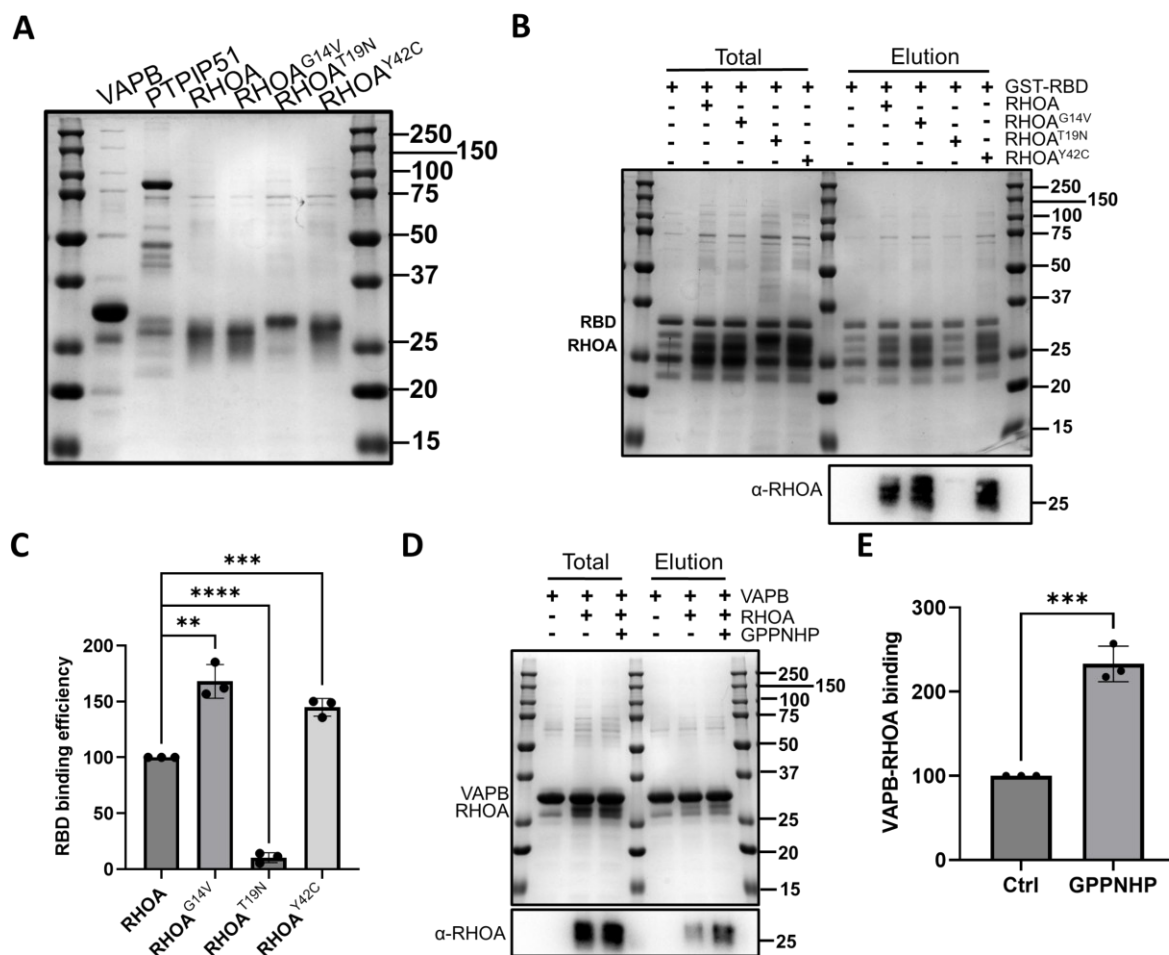 A
VAPB
PTPIP51
RHOA
RHOA^G14V
RHOA^T19N
RHOA^Y42C
250
150
100
75
50
37
25
20
15
B
Total Elution
+ + + + + + + + + + GST-RBD
- + - - - - + - - - RHOA
- - + - - - - + - - RHOA^G14V
- - - + - - - - + - RHOA^T19N
- - - - + - - - - + RHOA^Y42C
250
150
100
75
50
37
RBD
RHOA
25
20
15
α-RHOA
25
C
RBD binding efficiency
200
150
100
50
0
***
****
**
RHOA
RHOA^G14V
RHOA^T19N
RHOA^Y42C
D
Total Elution
+ + + + + + VAPB
- + + - + + RHOA
- - + - - + GPPNHP
250
150
100
75
50
37
VAPB
RHOA
25
20
15
α-RHOA
25
E
VAPB-RHOA binding
300
200
100
0
***
Ctrl
GPPNHP